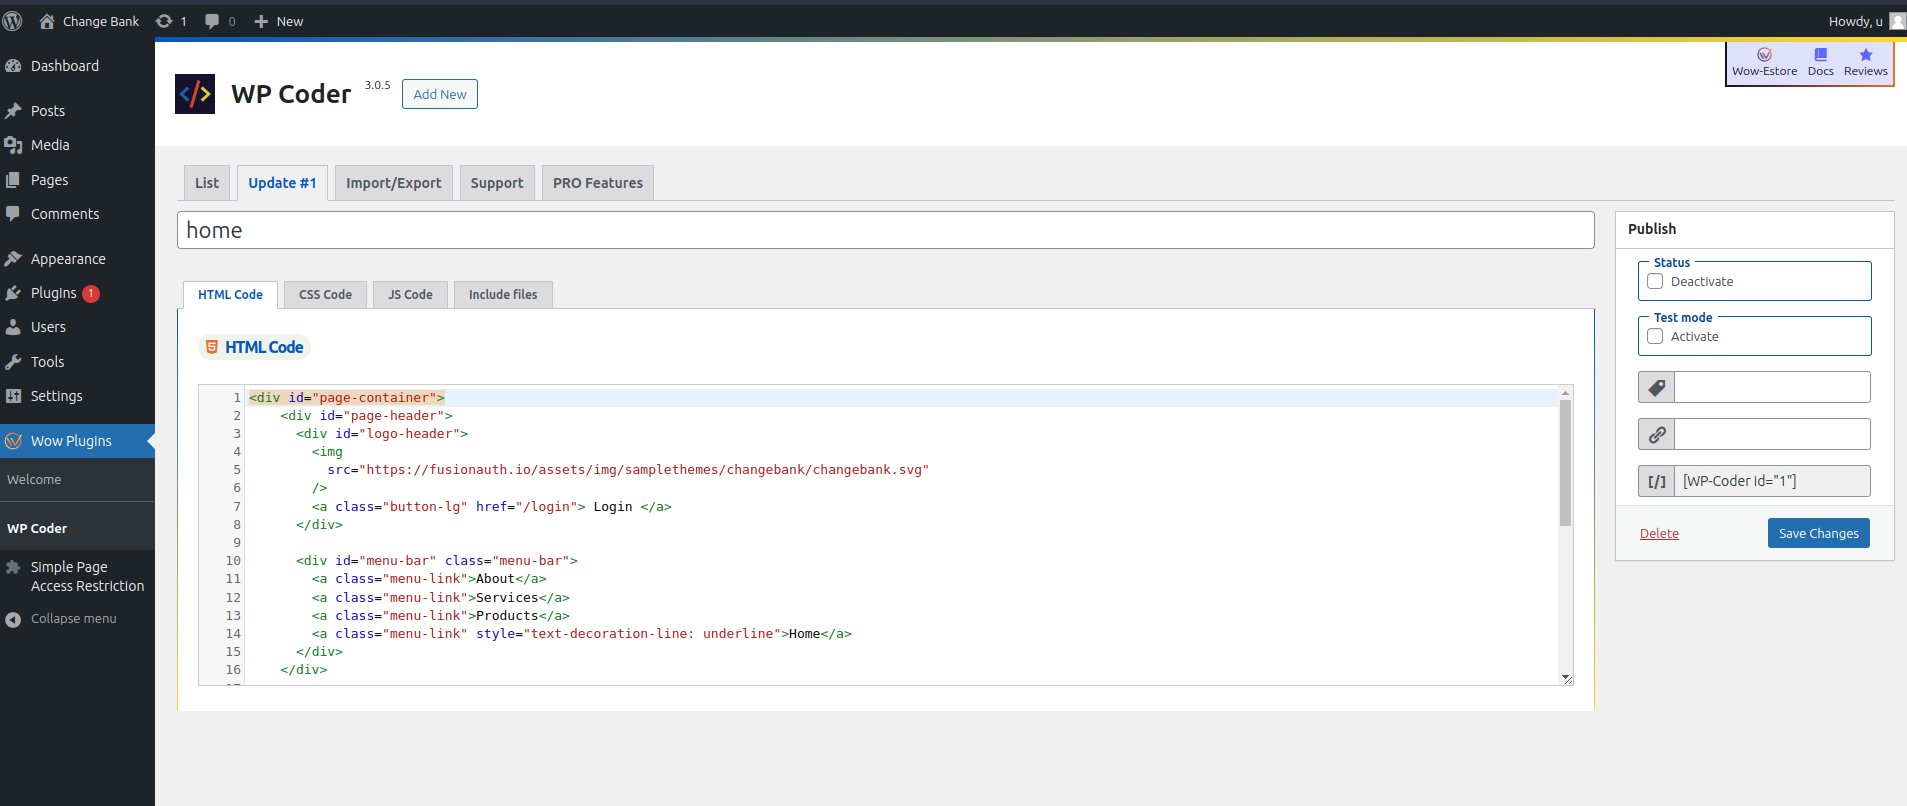 Change Bank 1 0 New Howdy, u
Dashboard
Posts
Media
Pages
Comments
Appearance
Plugins 1
Users
Tools
Settings
Wow Plugins
Welcome
WP Coder
Simple Page
Access Restriction
Collapse menu
WP Coder 3.0.5 Add New
Wow-Estore Docs Reviews
List Update #1 Import/Export Support PRO Features
home
HTML Code CSS Code JS Code Include files
HTML Code
1 <div id="page-container">
2 <div id="page-header">
3 <div id="logo-header">
4 <img
5 src="https://fusionauth.io/assets/img/samplethemes/changebank/changebank.svg"
6 />
7 <a class="button-lg" href="/login"> Login </a>
8 </div>
9
10 <div id="menu-bar" class="menu-bar">
11 <a class="menu-link">About</a>
12 <a class="menu-link">Services</a>
13 <a class="menu-link">Products</a>
14 <a class="menu-link" style="text-decoration-line: underline">Home</a>
15 </div>
16 </div>
Publish
Status
Deactivate
Test mode
Activate
[/] [WP-Coder id="1"]
Delete Save Changes